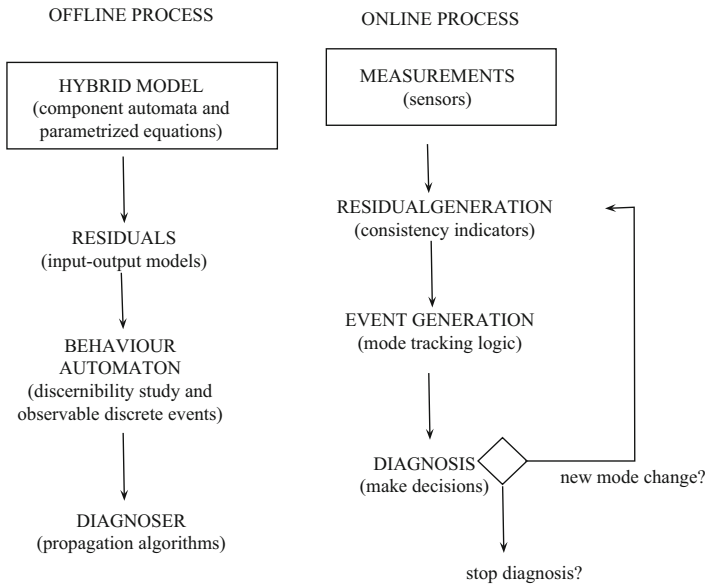 OFFLINE PROCESS
HYBRID MODEL
(component automata and
parametrized equations)
RESIDUALS
(input-output models)
BEHAVIOUR
AUTOMATON
(discernibility study and
observable discrete events)
DIAGNOSER
(propagation algorithms)
ONLINE PROCESS
MEASUREMENTS
(sensors)
RESIDUALGENERATION
(consistency indicators)
EVENT GENERATION
(mode tracking logic)
DIAGNOSIS
(make decisions)
new mode change?
stop diagnosis?